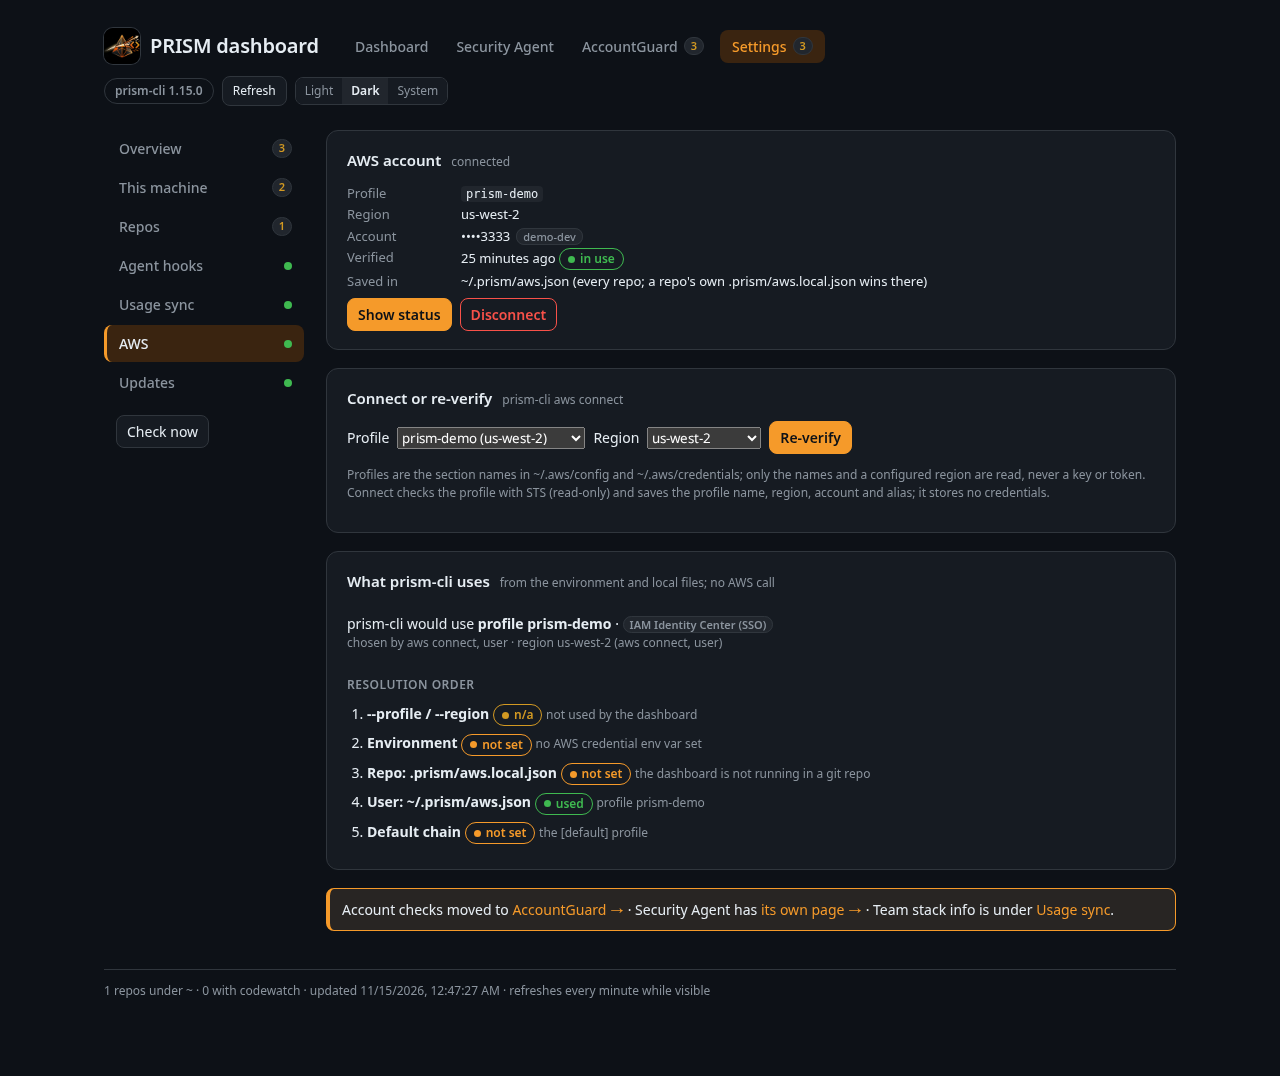 PRISM dashboard
Dashboard
Security Agent
AccountGuard 3
Settings 3
prism-cli 1.15.0
Refresh
Light
Dark
System
Overview 3
This machine 2
Repos 1
Agent hooks
Usage sync
AWS
Updates
Check now
AWS account connected
Profile prism-demo
Region us-west-2
Account ••••3333 demo-dev
Verified 25 minutes ago in use
Saved in ~/.prism/aws.json (every repo; a repo's own .prism/aws.local.json wins there)
Show status
Disconnect
Connect or re-verify prism-cli aws connect
Profile prism-demo (us-west-2) Region us-west-2 Re-verify
Profiles are the section names in ~/.aws/config and ~/.aws/credentials; only the names and a configured region are read, never a key or token.
Connect checks the profile with STS (read-only) and saves the profile name, region, account and alias; it stores no credentials.
What prism-cli uses from the environment and local files; no AWS call
prism-cli would use profile prism-demo · IAM Identity Center (SSO)
chosen by aws connect, user · region us-west-2 (aws connect, user)
RESOLUTION ORDER
1. --profile / --region n/a not used by the dashboard
2. Environment not set no AWS credential env var set
3. Repo: .prism/aws.local.json not set the dashboard is not running in a git repo
4. User: ~/.prism/aws.json used profile prism-demo
5. Default chain not set the [default] profile
Account checks moved to AccountGuard → · Security Agent has its own page → · Team stack info is under Usage sync.
1 repos under ~ · 0 with codewatch · updated 11/15/2026, 12:47:27 AM · refreshes every minute while visible